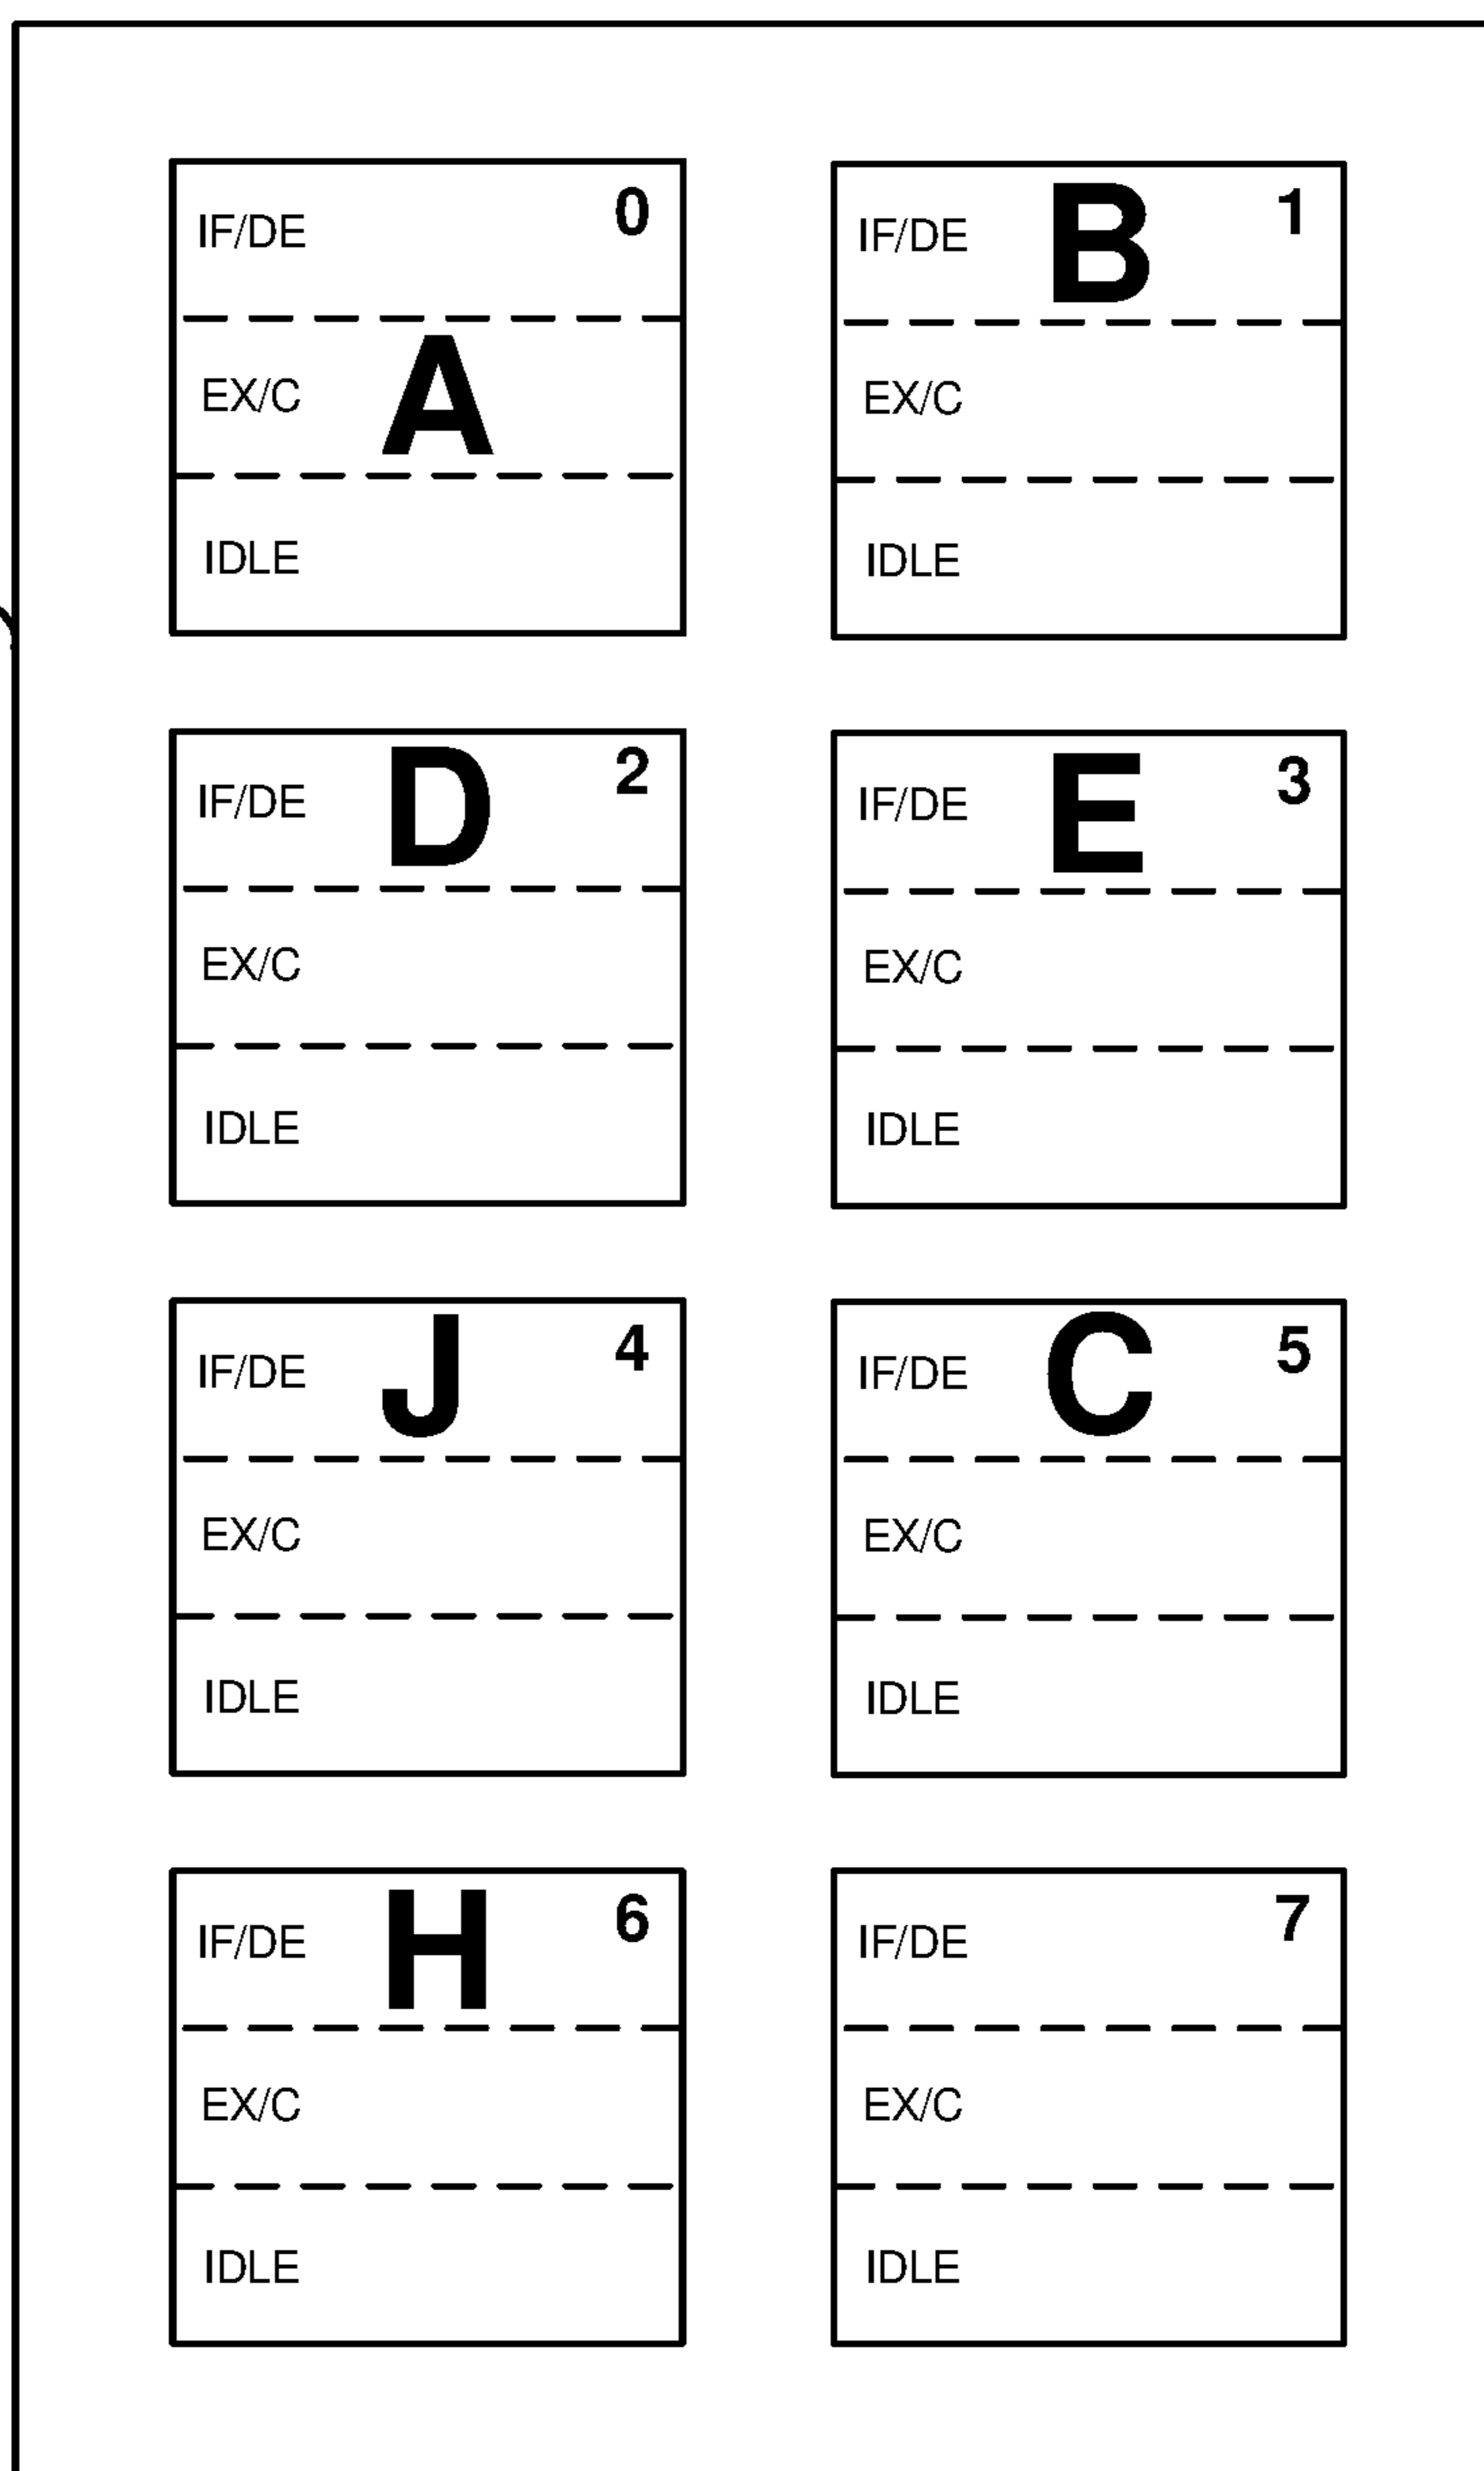 0
IF/DE
EX/C A
IDLE
1
IF/DE B
EX/C
IDLE
2
IF/DE D
EX/C
IDLE
3
IF/DE E
EX/C
IDLE
4
IF/DE J
EX/C
IDLE
5
IF/DE C
EX/C
IDLE
6
IF/DE H
EX/C
IDLE
7
IF/DE
EX/C
IDLE